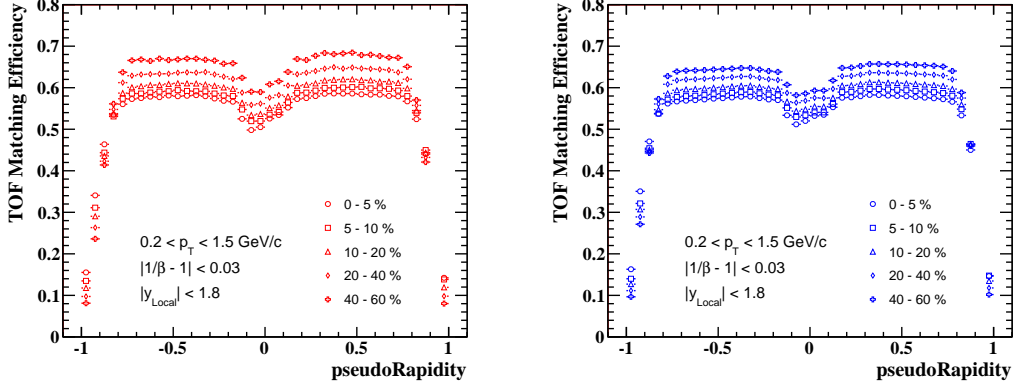 TOF Matching Efficiency
0.8
0.7
0.6
0.5
0.4
0.3
0.2
0.1
0
0 - 5 %
5 - 10 %
10 - 20 %
20 - 40 %
40 - 60 %
0.2 < p_T < 1.5 GeV/c
|1/β - 1| < 0.03
|y_Local| < 1.8
-1 -0.5 0 0.5 1
pseudoRapidity
TOF Matching Efficiency
0.8
0.7
0.6
0.5
0.4
0.3
0.2
0.1
0
0 - 5 %
5 - 10 %
10 - 20 %
20 - 40 %
40 - 60 %
0.2 < p_T < 1.5 GeV/c
|1/β - 1| < 0.03
|y_Local| < 1.8
-1 -0.5 0 0.5 1
pseudoRapidity